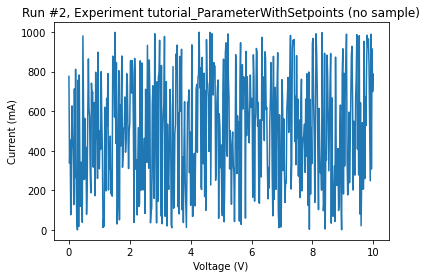 Run #2, Experiment tutorial_ParameterWithSetpoints (no sample)
1000
800
600
400
200
0
Current (mA)
0 2 4 6 8 10
Voltage (V)